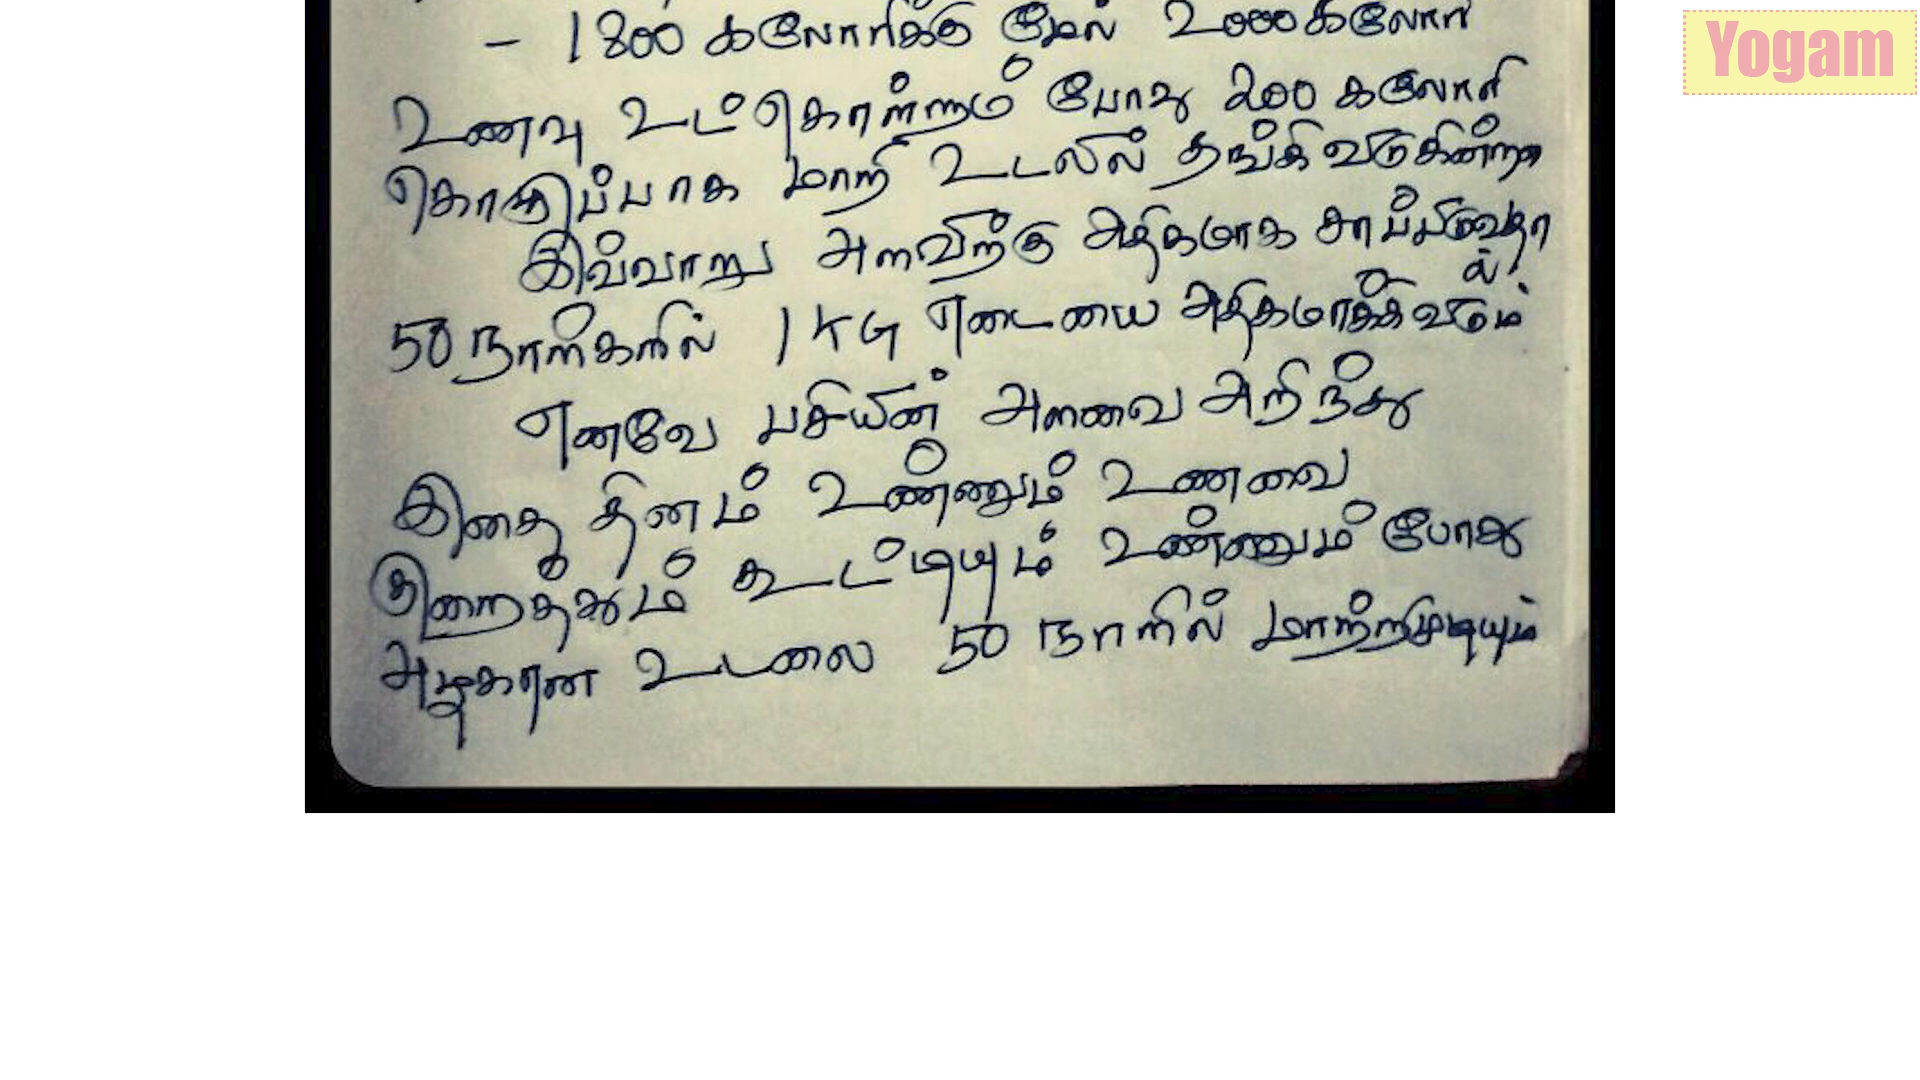 - 1800 கலோரிக்கு மேல் 2000 கலோரி
Yogam
உணவு உட்கொள்ளும் போது 200 கலோரி
கொழுப்பாக மாறி உடலில் தங்கி விடுகின்றன
இவ்வாறு அளவிற்கு அதிகமாக சாப்பிடுவதா
ல்
50 நாள்களில் 1 KG எடையை அதிகமாக்கிவிடும்
எனவே பசியின் அளவை அறிந்து
இதை தினம் உண்ணும் உணவை
குறைத்தும் கூட்டியும் உண்ணும் போது
அழகான உடலை 50 நாளில் மாற்றமுடியும்